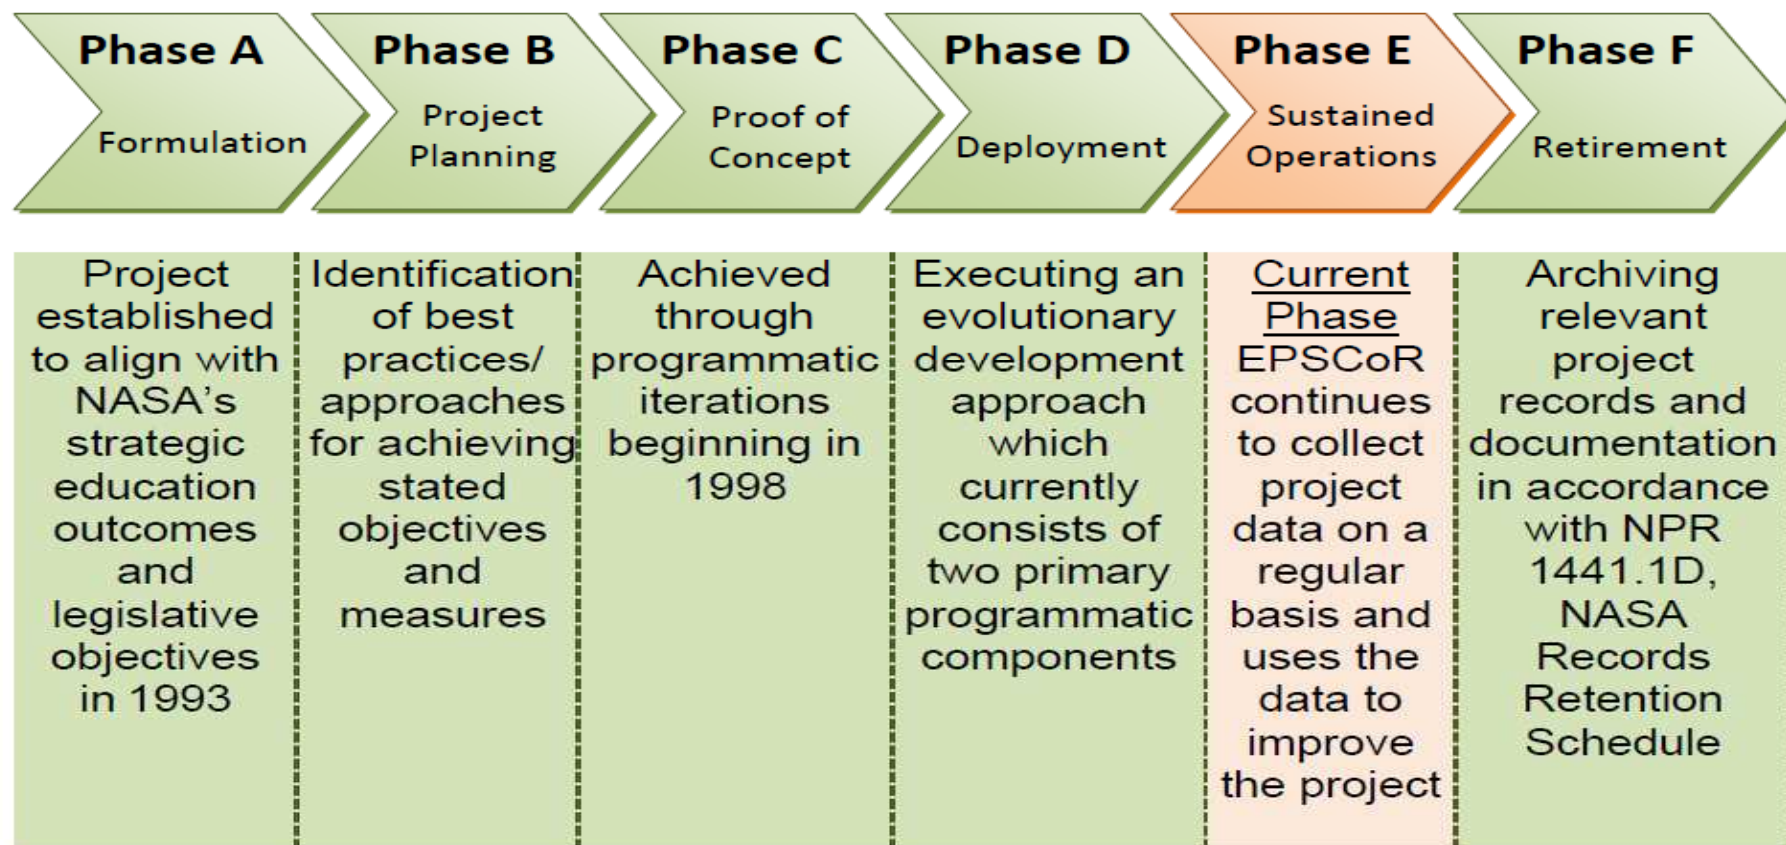 Phase A
Formulation
Phase B
Project
Planning
Phase C
Proof of
Concept
Phase D
Deployment
Phase E
Sustained
Operations
Phase F
Retirement
Project
established
to align with
NASA's
strategic
education
outcomes
and
legislative
objectives
in 1993
Identification
of best
practices/
approaches
for achieving
stated
objectives
and
measures
Achieved
through
programmatic
iterations
beginning in
1998
Executing an
evolutionary
development
approach
which
currently
consists of
two primary
programmatic
components
Current
Phase
EPSCoR
continues
to collect
project
data on a
regular
basis and
uses the
data to
improve
the project
Archiving
relevant
project
records and
documentation
in accordance
with NPR
1441.1D,
NASA
Records
Retention
Schedule